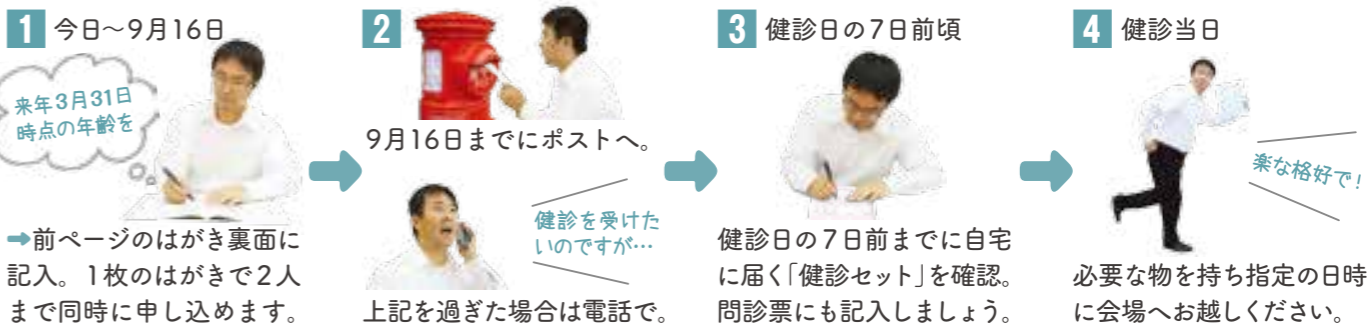 1 今日～9月16日
来年3月31日
時点の年齢を
➡前ページのはがき裏面に
記入。1枚のはがきで2人
まで同時に申し込めます。
2
9月16日までにポストへ。
健診を受けた
いのですが…
上記を過ぎた場合は電話で。
3 健診日の7日前頃
健診日の7日前までに自宅
に届く「健診セット」を確認。
問診票にも記入しましょう。
4 健診当日
楽な格好で!
必要な物を持ち指定の日時
に会場へお越しください。